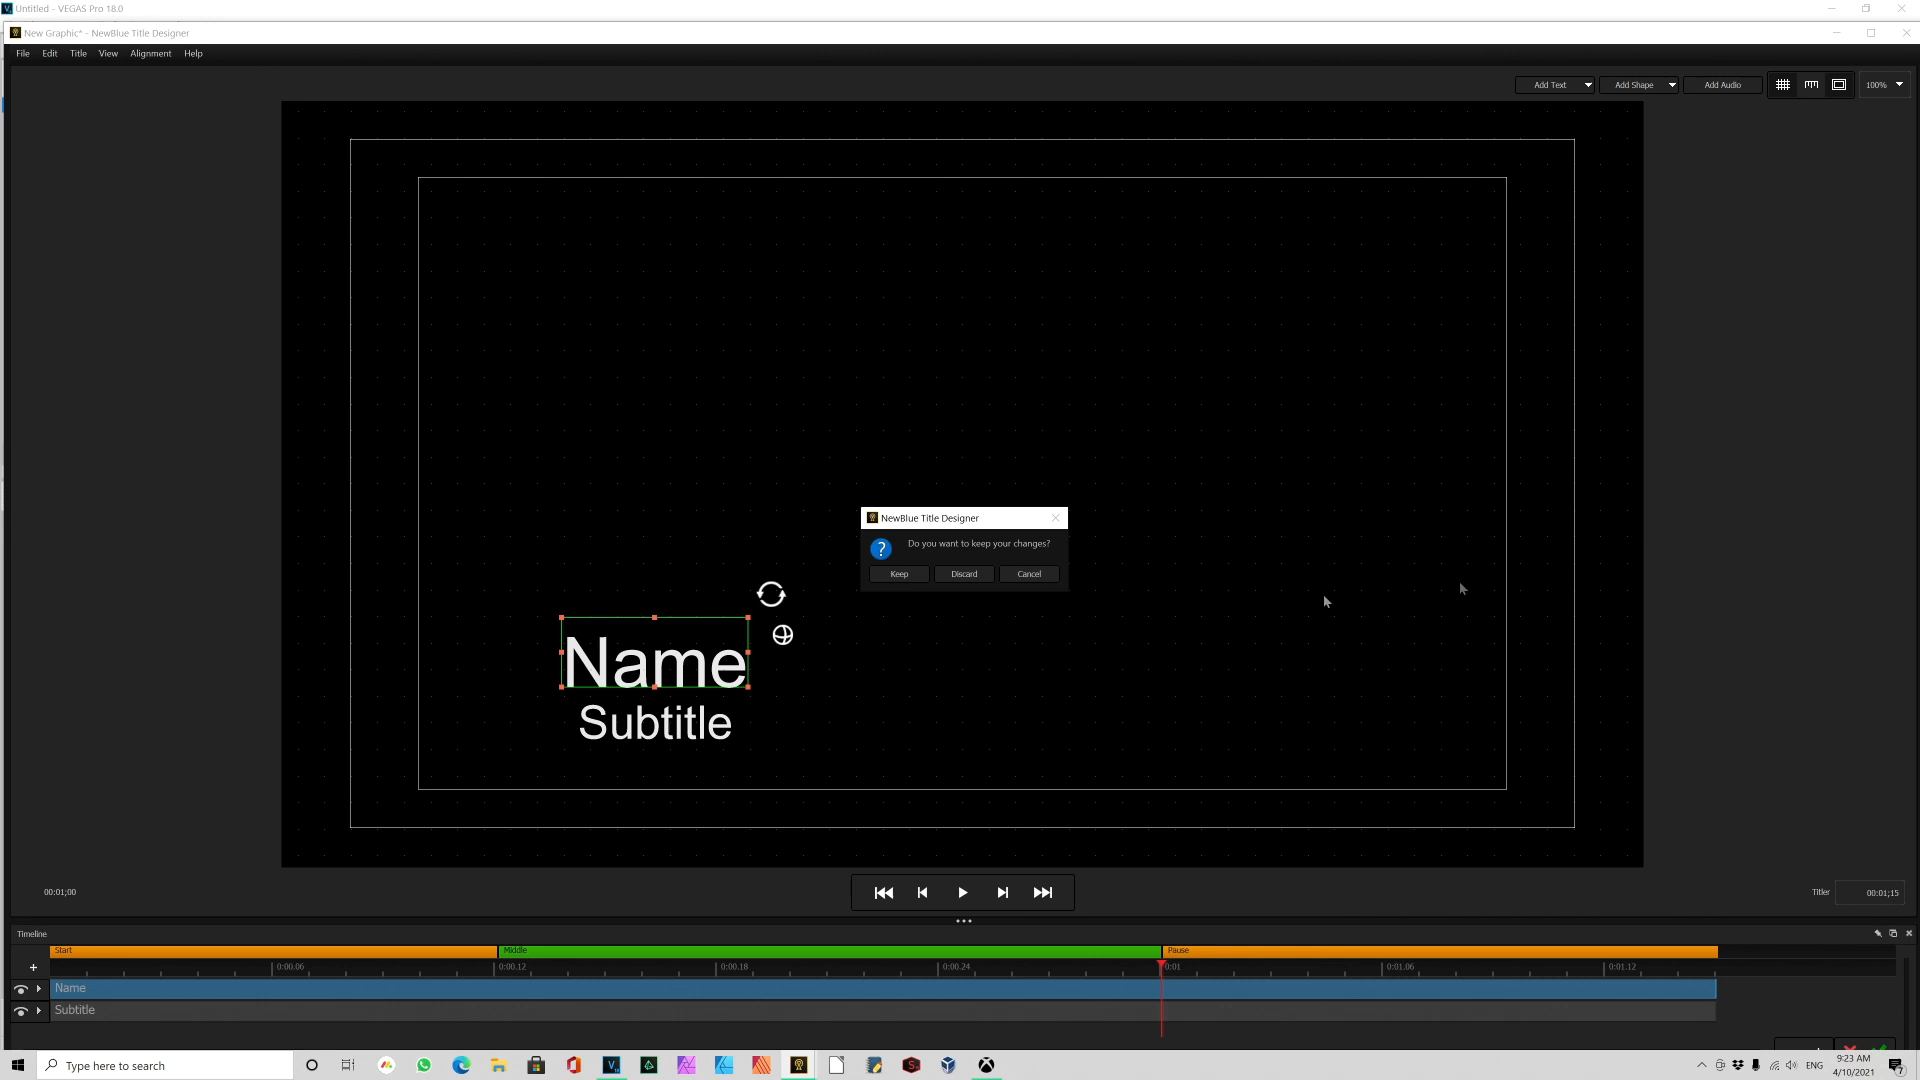 Untitled - VEGAS Pro 18.0
New Graphic* - NewBlue Title Designer
File Edit Title View Alignment Help
Add Text Add Shape Add Audio 100%
NewBlue Title Designer
Do you want to keep your changes?
Keep Discard Cancel
Name
Subtitle
00:01;00
Titler 00:01;15
Timeline
Start Middle Pause
0:00.06 0:00.12 0:00.18 0:00.24 0:01 0:01.06 0:01.12
Name
Subtitle
Type here to search
ENG
9:23 AM
4/10/2021
7